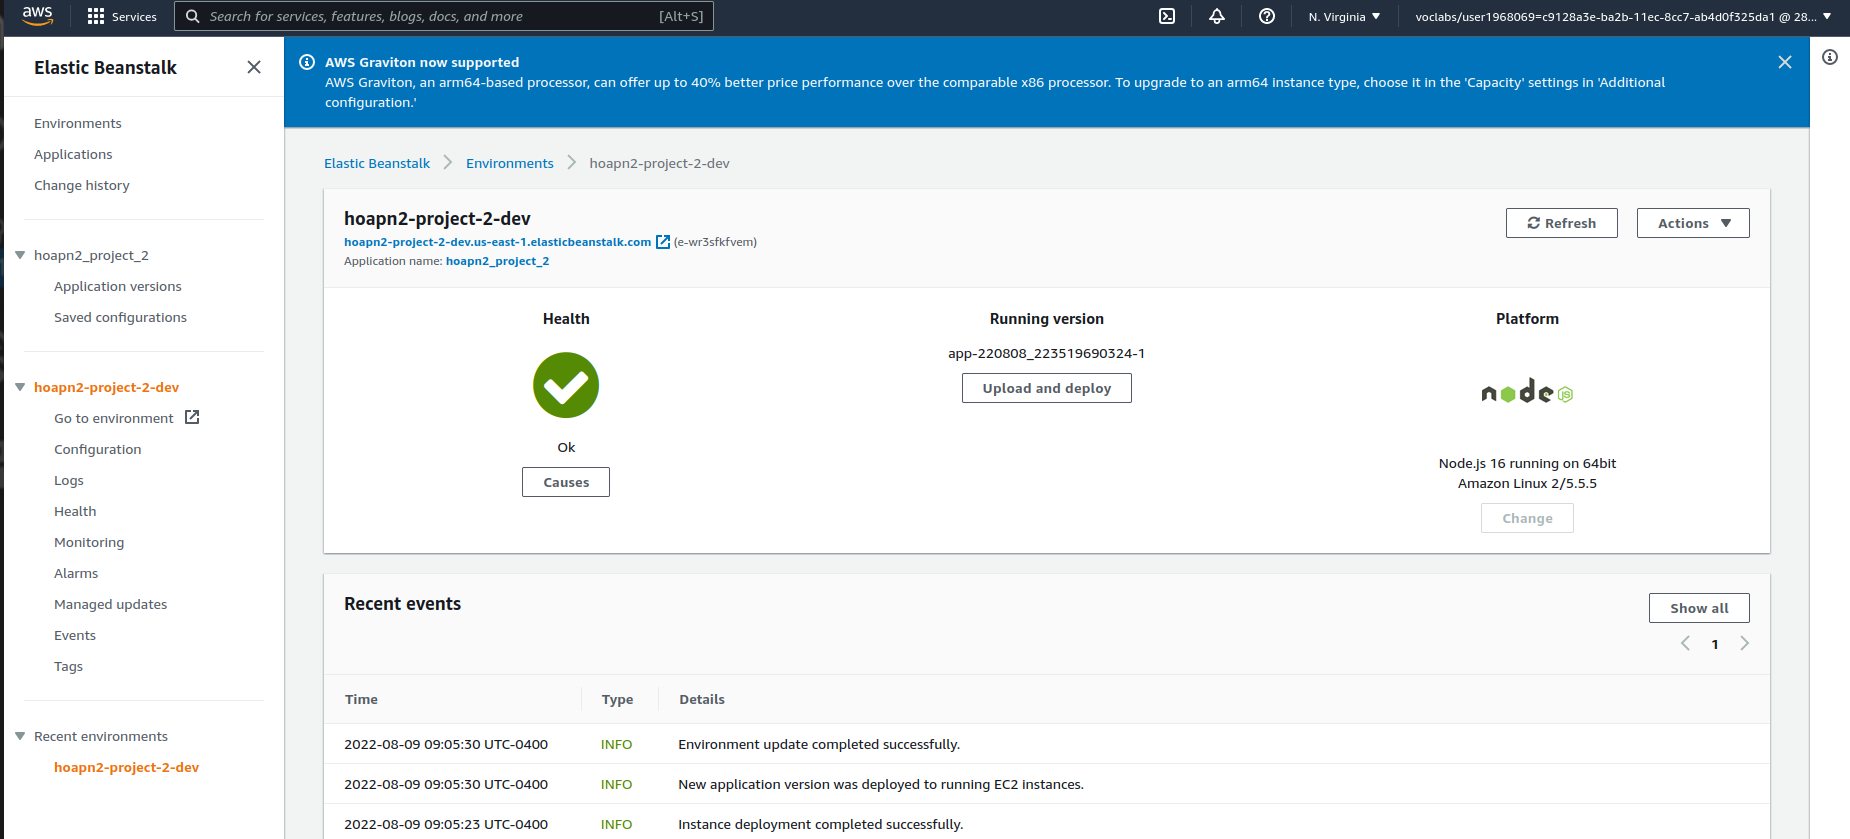 aws
Services
Search for services, features, blogs, docs, and more [Alt+S]
N. Virginia
voclabs/user1968069=c9128a3e-ba2b-11ec-8cc7-ab4d0f325da1 @ 28...
Elastic Beanstalk
Environments
Applications
Change history
hoapn2_project_2
Application versions
Saved configurations
hoapn2-project-2-dev
Go to environment
Configuration
Logs
Health
Monitoring
Alarms
Managed updates
Events
Tags
Recent environments
hoapn2-project-2-dev
AWS Graviton now supported
AWS Graviton, an arm64-based processor, can offer up to 40% better price performance over the comparable x86 processor. To upgrade to an arm64 instance type, choose it in the 'Capacity' settings in 'Additional
configuration.'
Elastic Beanstalk > Environments > hoapn2-project-2-dev
hoapn2-project-2-dev
hoapn2-project-2-dev.us-east-1.elasticbeanstalk.com (e-wr3sfkfvem)
Application name: hoapn2_project_2
Refresh
Actions
Health
Ok
Causes
Running version
app-220808_223519690324-1
Upload and deploy
Platform
node JS
Node.js 16 running on 64bit
Amazon Linux 2/5.5.5
Change
Recent events
Show all
1
Time Type Details
2022-08-09 09:05:30 UTC-0400 INFO Environment update completed successfully.
2022-08-09 09:05:30 UTC-0400 INFO New application version was deployed to running EC2 instances.
2022-08-09 09:05:23 UTC-0400 INFO Instance deployment completed successfully.